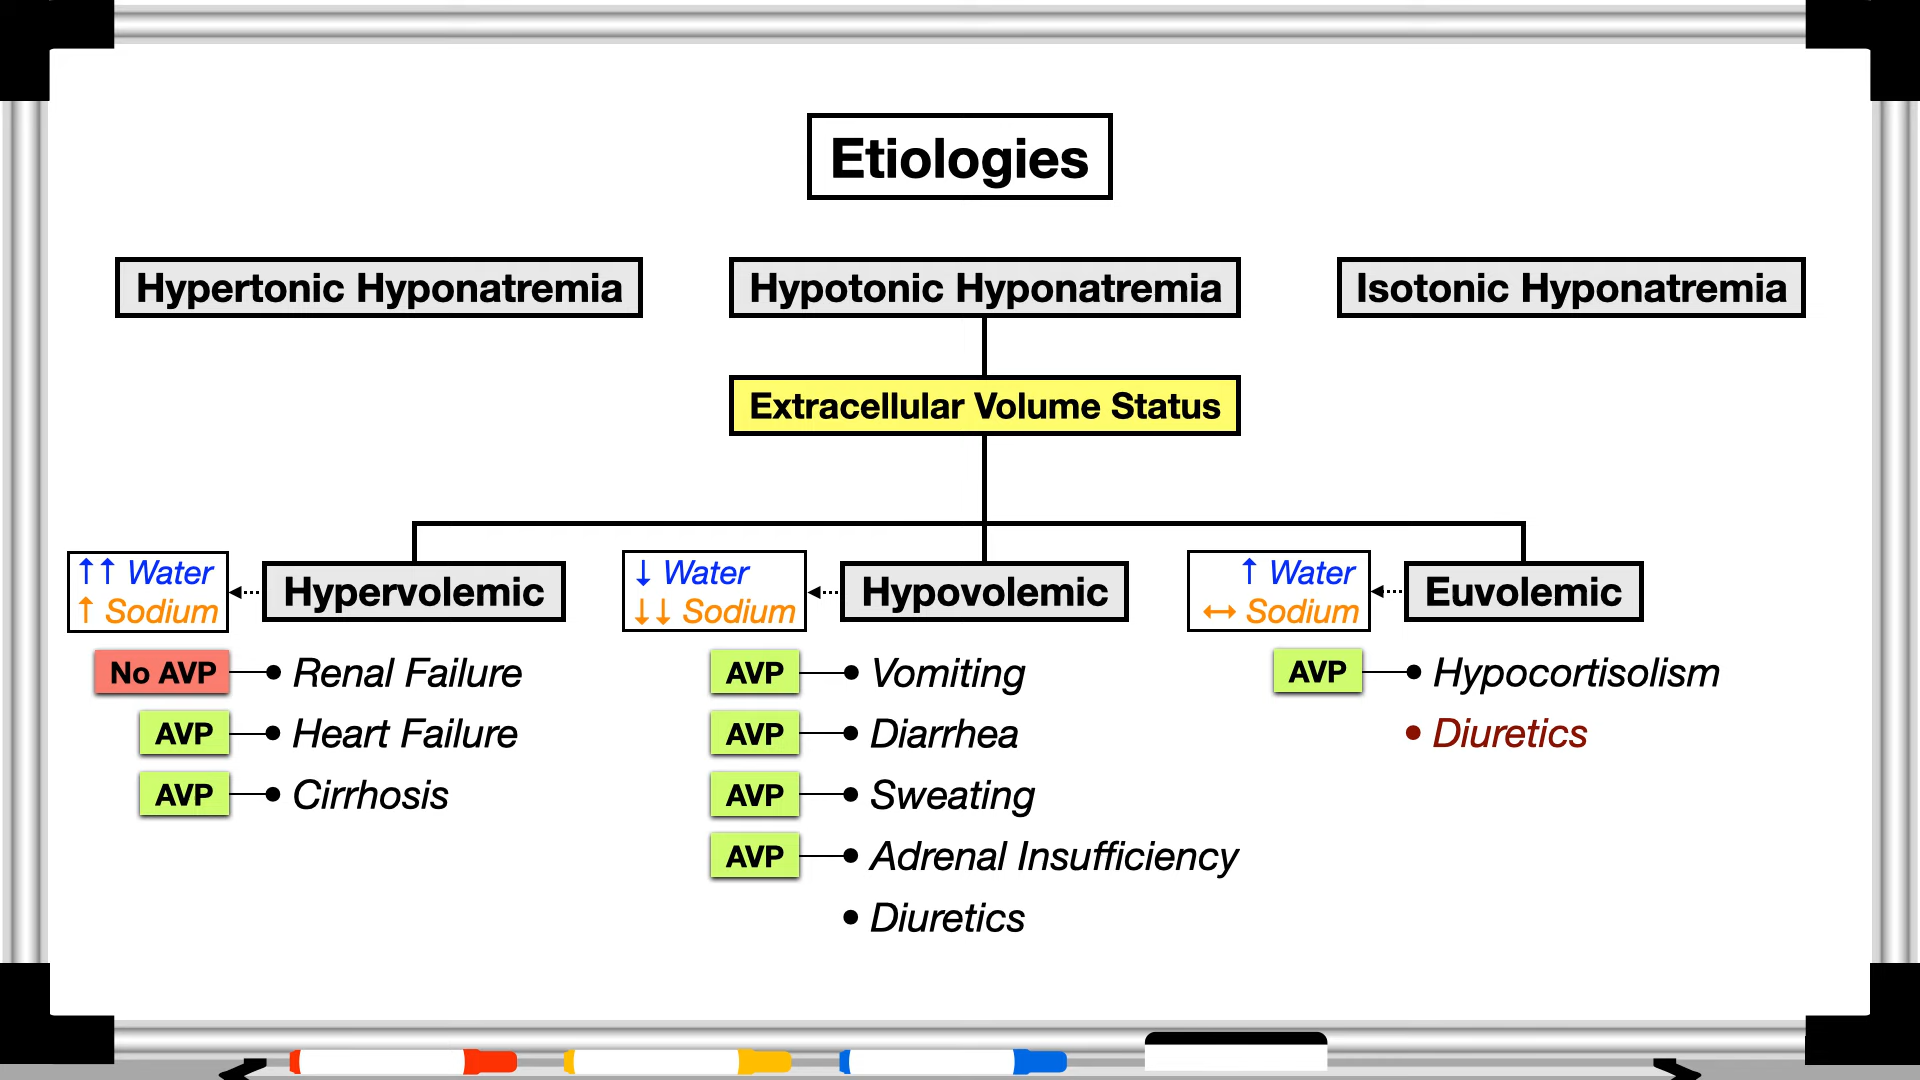 Etiologies
Hypertonic Hyponatremia
Hypotonic Hyponatremia
Isotonic Hyponatremia
Extracellular Volume Status
↑↑ Water
↑ Sodium
Hypervolemic
No AVP
Renal Failure
AVP
Heart Failure
AVP
Cirrhosis
↓ Water
↓↓ Sodium
Hypovolemic
AVP
Vomiting
AVP
Diarrhea
AVP
Sweating
AVP
Adrenal Insufficiency
• Diuretics
↑ Water
↔ Sodium
Euvolemic
AVP
Hypocortisolism
• Diuretics